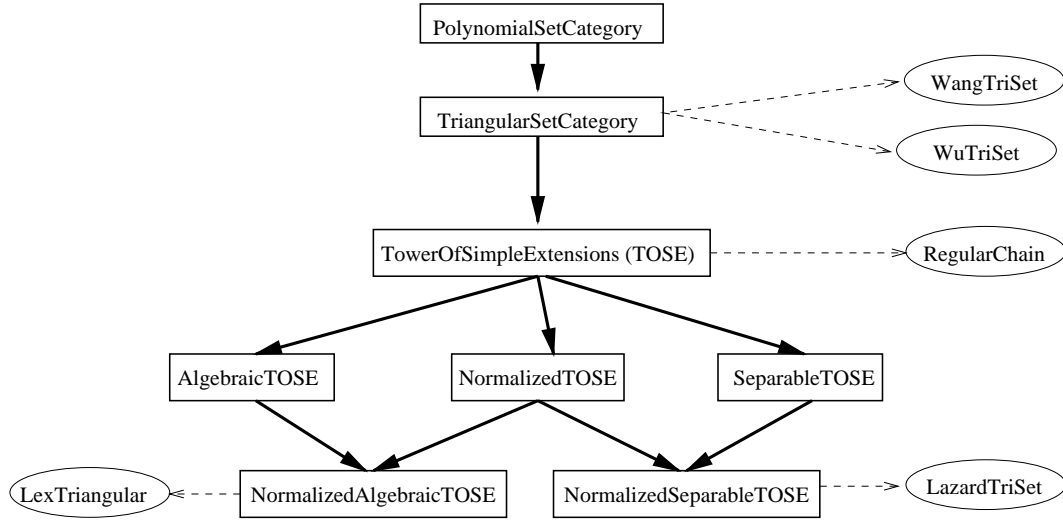 PolynomialSetCategory
WangTriSet
TriangularSetCategory
WuTriSet
TowerOfSimpleExtensions (TOSE)
RegularChain
AlgebraicTOSE
NormalizedTOSE
SeparableTOSE
LexTriangular
NormalizedAlgebraicTOSE
NormalizedSeparableTOSE
LazardTriSet